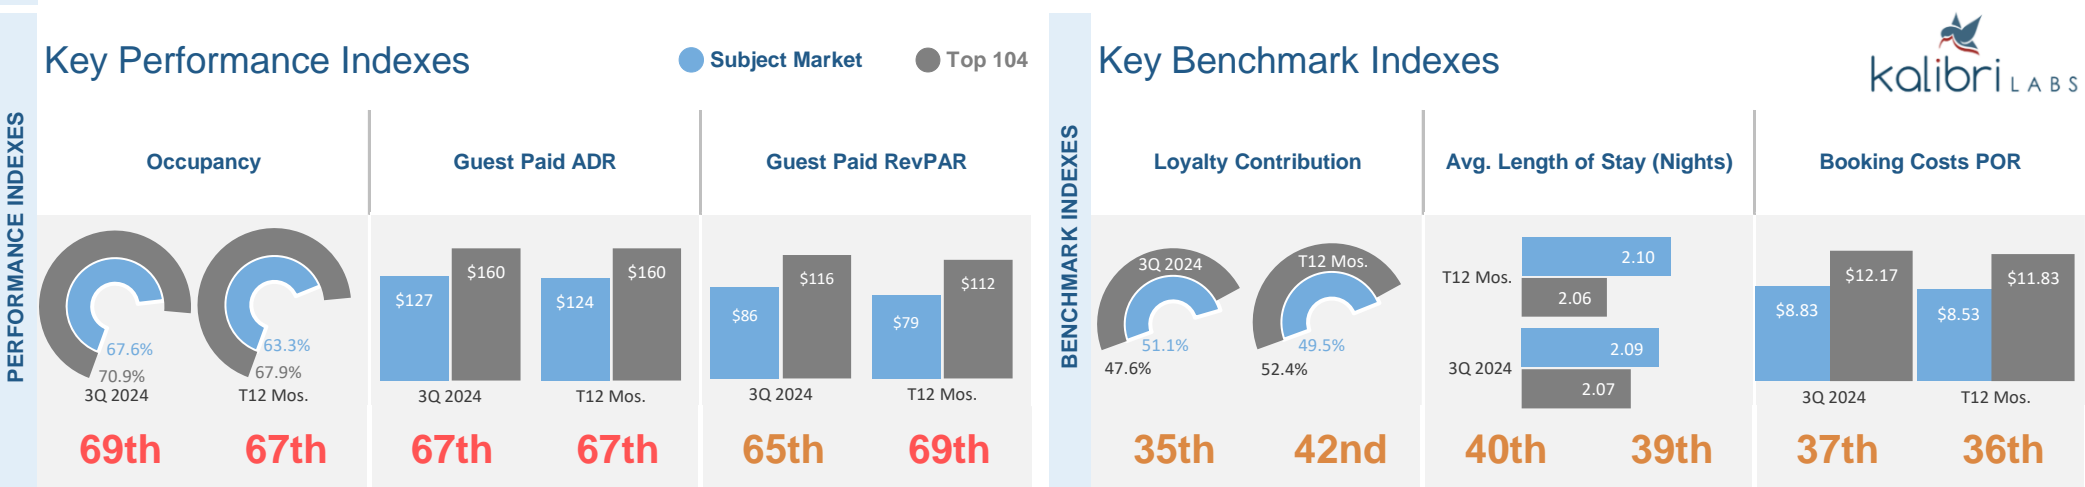 PERFORMANCE INDEXES
Key Performance Indexes
Subject Market
Top 104
Occupancy
Guest Paid ADR
Guest Paid RevPAR
67.6%
70.9%
3Q 2024
63.3%
67.9%
T12 Mos.
$127
$160
3Q 2024
$124
$160
T12 Mos.
$86
$116
3Q 2024
$79
$112
T12 Mos.
69th
67th
67th
67th
65th
69th
BENCHMARK INDEXES
Key Benchmark Indexes
kalibri LABS
Loyalty Contribution
Avg. Length of Stay (Nights)
Booking Costs POR
3Q 2024
51.1%
47.6%
T12 Mos.
49.5%
52.4%
T12 Mos.
2.10
2.06
3Q 2024
2.09
2.07
$8.83
$12.17
3Q 2024
$8.53
$11.83
T12 Mos.
35th
42nd
40th
39th
37th
36th